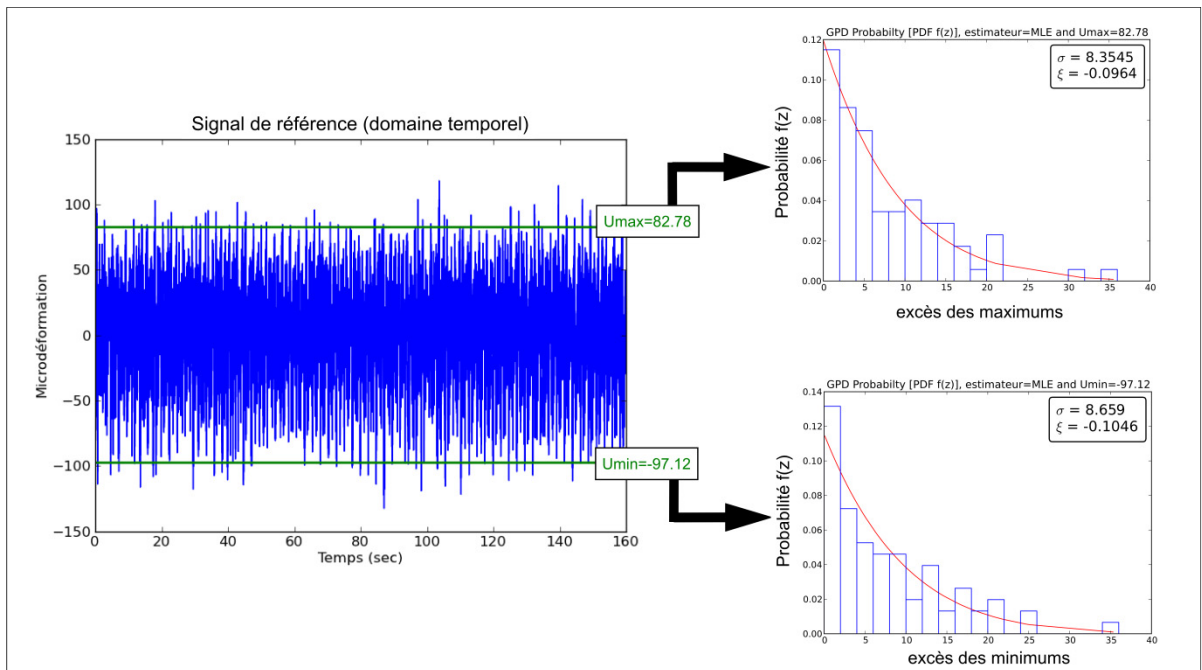 Signal de référence (domaine temporel)
Microdéformation
150
100
50
0
−50
−100
−150
0 20 40 60 80 100 120 140 160
Temps (sec)
Umax=82.78
Umin=-97.12
GPD Probabilty [PDF f(z)], estimateur=MLE and Umax=82.78
σ = 8.3545
ξ = -0.0964
Probabilité f(z)
0.12
0.10
0.08
0.06
0.04
0.02
0.00
0 5 10 15 20 25 30 35 40
excès des maximums
GPD Probabilty [PDF f(z)], estimateur=MLE and Umin=-97.12
σ = 8.659
ξ = -0.1046
Probabilité f(z)
0.14
0.12
0.10
0.08
0.06
0.04
0.02
0.00
0 5 10 15 20 25 30 35 40
excès des minimums